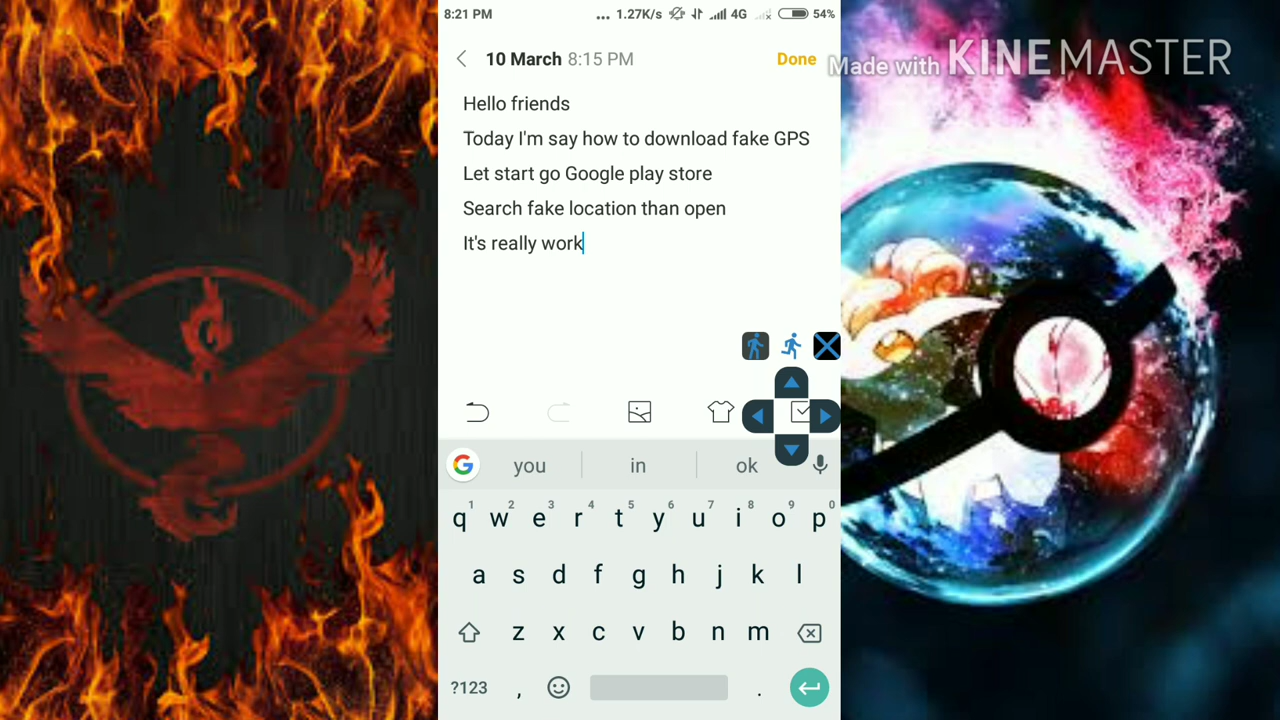 8:21 PM ... 1.27K/s 4G 54%
10 March 8:15 PM Done
Made with KINEMASTER
Hello friends
Today I'm say how to download fake GPS
Let start go Google play store
Search fake location than open
It's really work
you in ok
1 2 3 4 5 6 7 8 9 0
q w e r t y u i o p
a s d f g h j k l
z x c v b n m
?123 , .